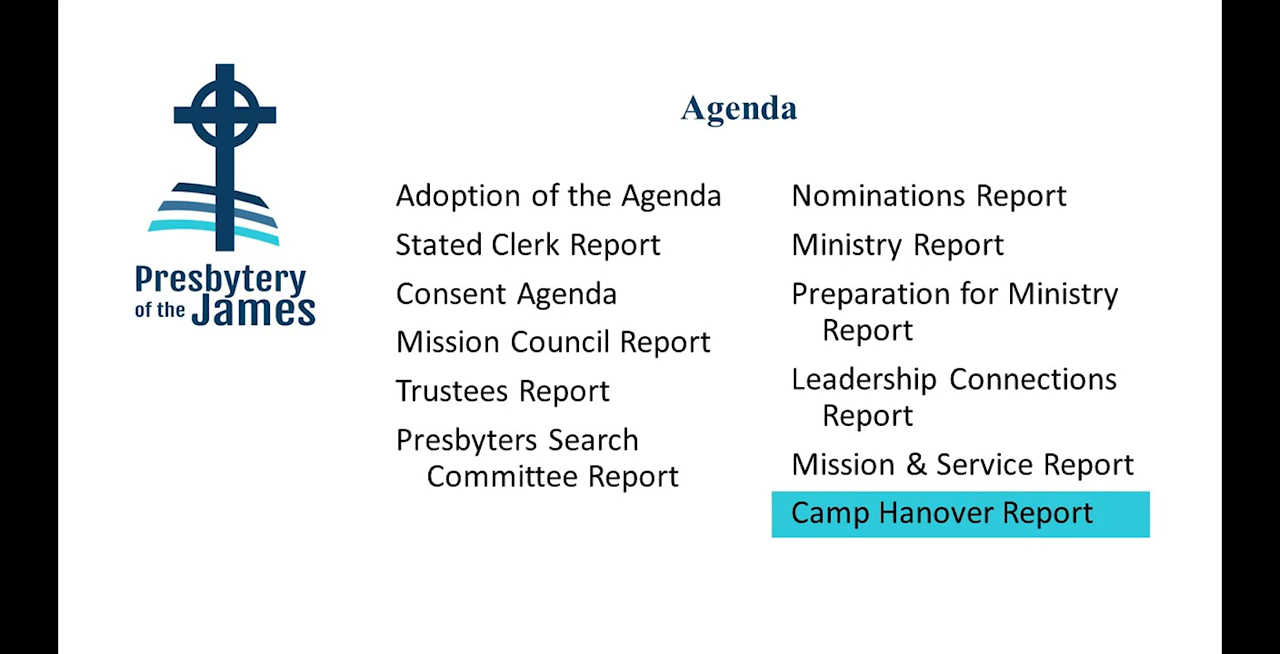 Presbytery
of the James
Agenda
Adoption of the Agenda
Stated Clerk Report
Consent Agenda
Mission Council Report
Trustees Report
Presbyters Search
Committee Report
Nominations Report
Ministry Report
Preparation for Ministry
Report
Leadership Connections
Report
Mission & Service Report
Camp Hanover Report